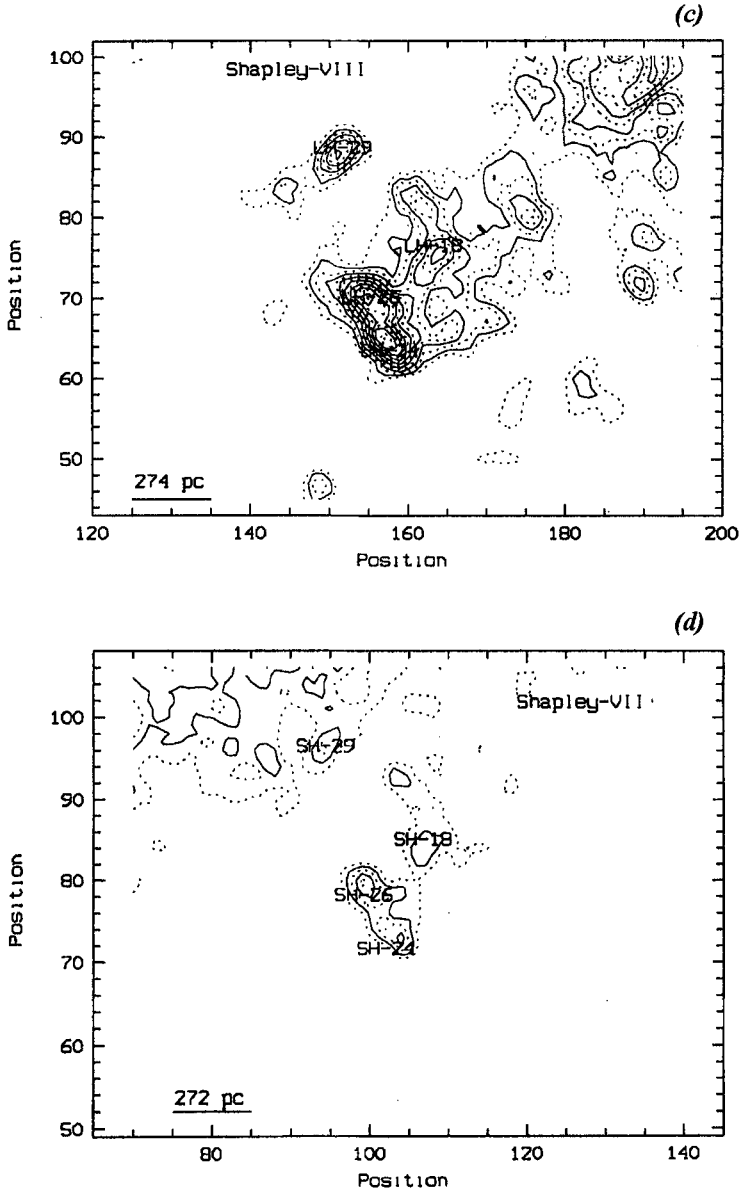 (c)
Shapley-VIII
100
90
80
70
60
50
Position
LH-29
LH-18
274 pc
120
140
160
180
200
Position
(d)
Shapley-VII
100
90
80
70
60
50
Position
SH-29
SH-18
SH-26
SH-24
272 pc
80
100
120
140
Position